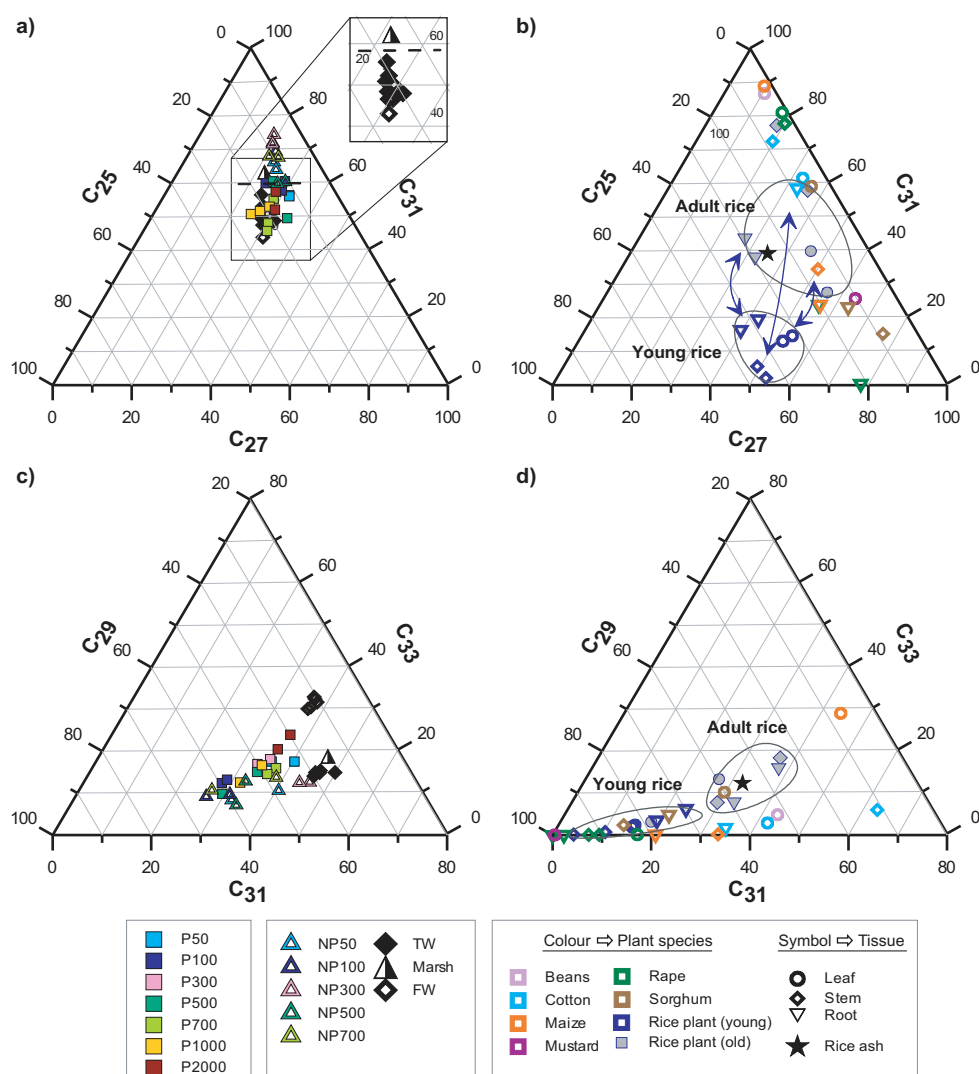 a)
0
100
20
80
40
60
C25
C31
60
40
80
20
100
0
0
20
40
60
80
100
C27
60
20
40
b)
0
100
20
80
100
40
60
C25
C31
Adult rice
60
40
80
20
Young rice
100
0
0
20
40
60
80
100
C27
c)
20
80
40
60
C29
C33
60
40
80
20
100
0
0
20
40
60
80
C31
d)
20
80
40
60
C29
C33
60
40
Adult rice
80
20
Young rice
100
0
0
20
40
60
80
C31
P50
P100
P300
P500
P700
P1000
P2000
NP50
NP100
NP300
NP500
NP700
TW
Marsh
FW
Colour ⇨ Plant species
Beans
Cotton
Maize
Mustard
Rape
Sorghum
Rice plant (young)
Rice plant (old)
Symbol ⇨ Tissue
Leaf
Stem
Root
Rice ash